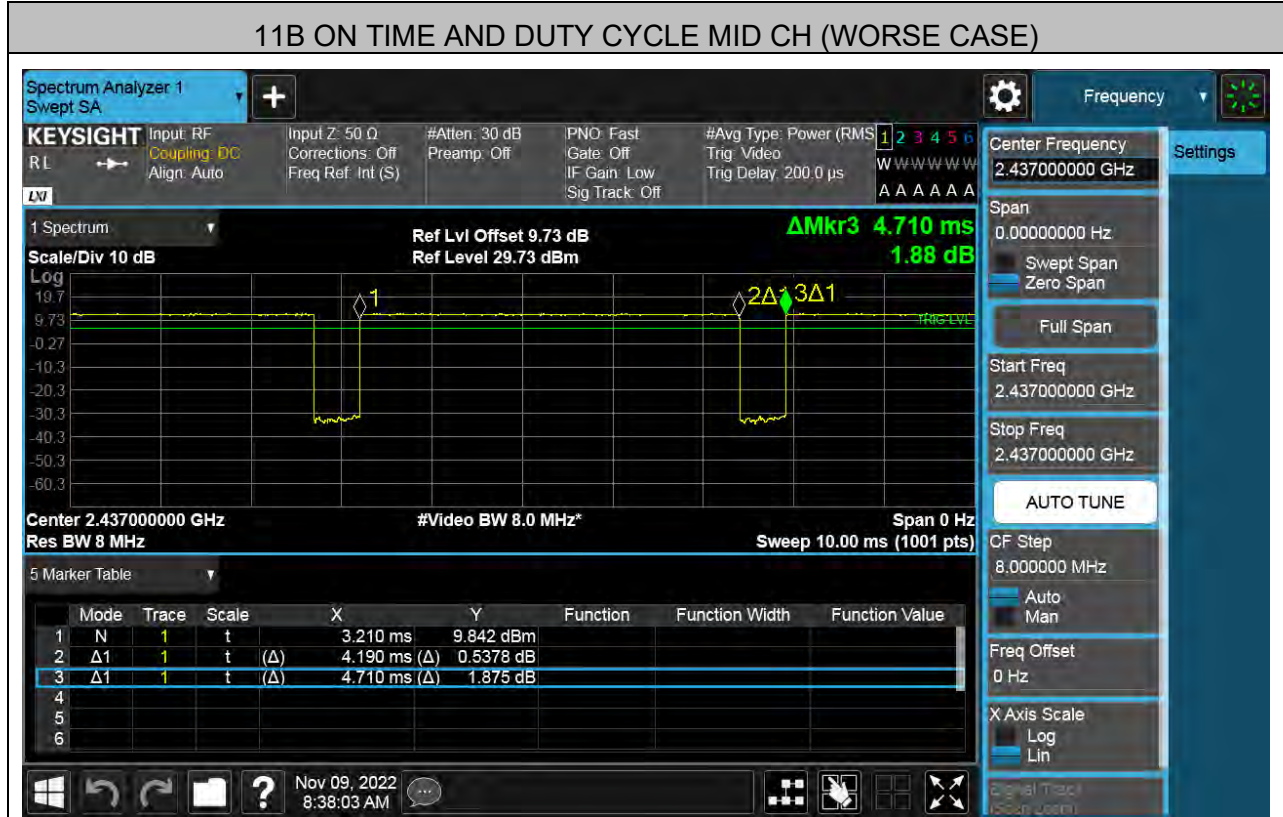 11B ON TIME AND DUTY CYCLE MID CH (WORSE CASE)
Spectrum Analyzer 1
Swept SA
+
Frequency
KEYSIGHT
RL
LXI
Input: RF
Coupling: DC
Align: Auto
Input Z: 50 Ω
Corrections: Off
Freq Ref: Int (S)
#Atten: 30 dB
Preamp: Off
PNO: Fast
Gate: Off
IF Gain: Low
Sig Track: Off
#Avg Type: Power (RMS
Trig: Video
Trig Delay: 200.0 µs
1 2 3 4 5 6
W W W W W W
A A A A A A
Center Frequency
2.437000000 GHz
Settings
1 Spectrum
Scale/Div 10 dB
Ref Lvl Offset 9.73 dB
Ref Level 29.73 dBm
ΔMkr3 4.710 ms
1.88 dB
Log
19.7
9.73
-0.27
-10.3
-20.3
-30.3
-40.3
-50.3
-60.3
1
2Δ1
3Δ1
TRIG LVL
Center 2.437000000 GHz
#Video BW 8.0 MHz*
Span 0 Hz
Res BW 8 MHz
Sweep 10.00 ms (1001 pts)
Span
0.00000000 Hz
Swept Span
Zero Span
Full Span
Start Freq
2.437000000 GHz
Stop Freq
2.437000000 GHz
AUTO TUNE
CF Step
8.000000 MHz
Auto
Man
Freq Offset
0 Hz
X Axis Scale
Log
Lin
5 Marker Table
Mode Trace Scale X Y Function Function Width Function Value
1 N 1 t 3.210 ms 9.842 dBm
2 Δ1 1 t (Δ) 4.190 ms (Δ) 0.5378 dB
3 Δ1 1 t (Δ) 4.710 ms (Δ) 1.875 dB
4
5
6
?
Nov 09, 2022
8:38:03 AM
Signal Track